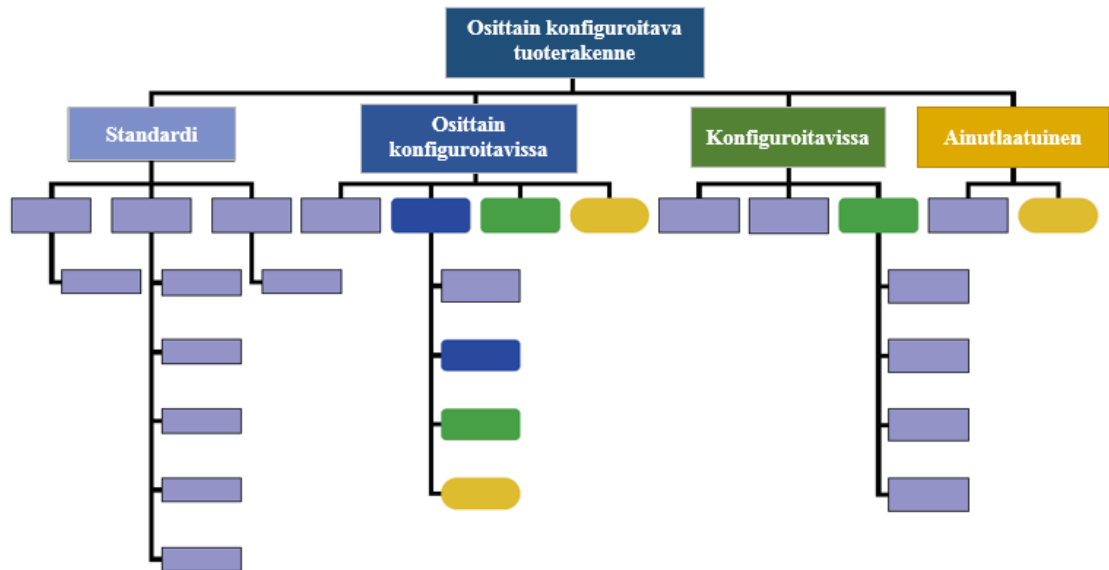 Osittain konfiguroitava
tuoterakenne
Standardi
Osittain
konfiguroitavissa
Konfiguroitavissa
Ainutlaatuinen